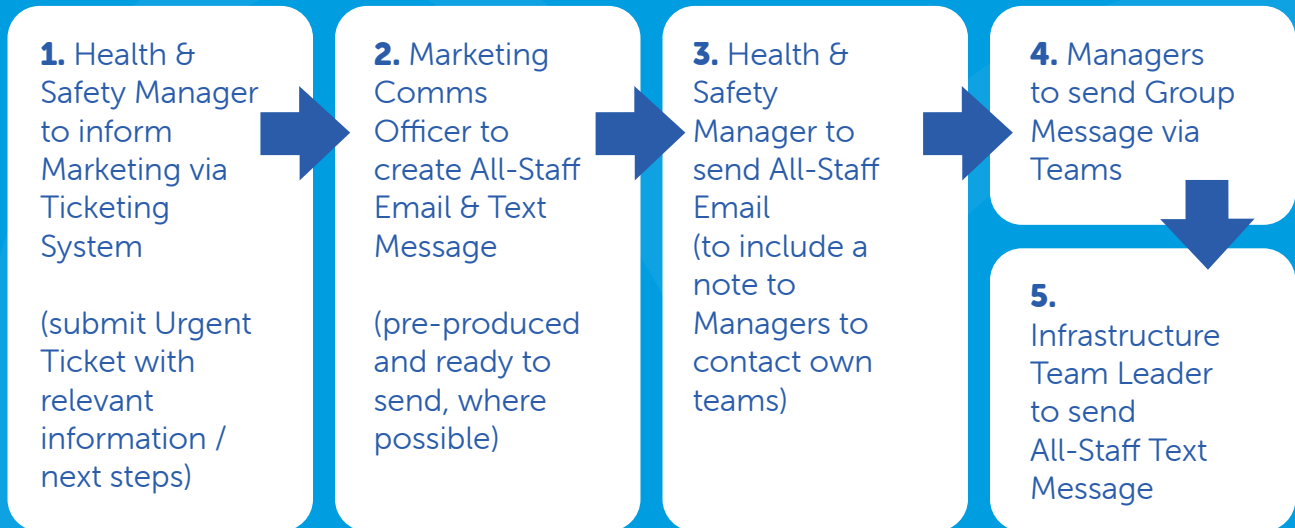 1. Health &
Safety Manager
to inform
Marketing via
Ticketing
System
(submit Urgent
Ticket with
relevant
information /
next steps)
2. Marketing
Comms
Officer to
create All-Staff
Email & Text
Message
(pre-produced
and ready to
send, where
possible)
3. Health &
Safety
Manager to
send All-Staff
Email
(to include a
note to
Managers to
contact own
teams)
4. Managers
to send Group
Message via
Teams
5.
Infrastructure
Team Leader
to send
All-Staff Text
Message